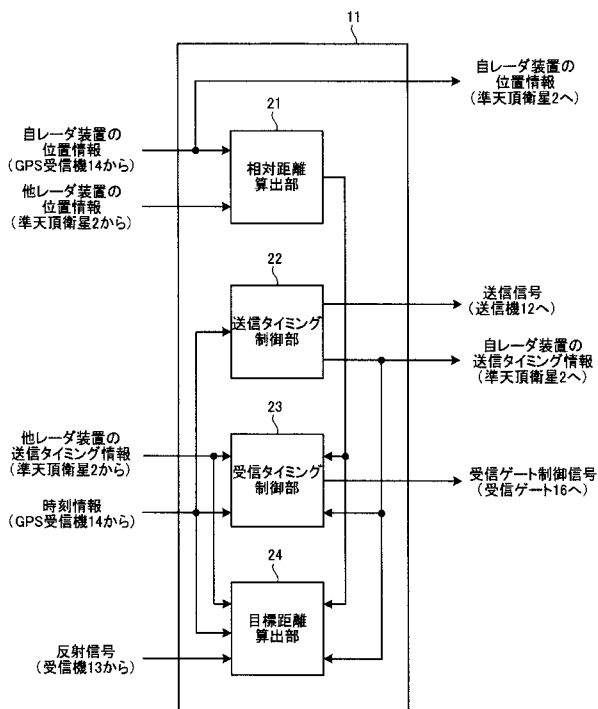 11
自レーダ装置の
位置情報
(準天頂衛星2へ)
21
自レーダ装置の
位置情報
(GPS受信機14から)
相対距離
算出部
他レーダ装置の
位置情報
(準天頂衛星2から)
22
送信信号
(送信機12へ)
送信タイミング
制御部
自レーダ装置の
送信タイミング情報
(準天頂衛星2へ)
23
他レーダ装置の
送信タイミング情報
(準天頂衛星2から)
受信タイミング
制御部
受信ゲート制御信号
(受信ゲート16へ)
時刻情報
(GPS受信機14から)
24
目標距離
算出部
反射信号
(受信機13から)